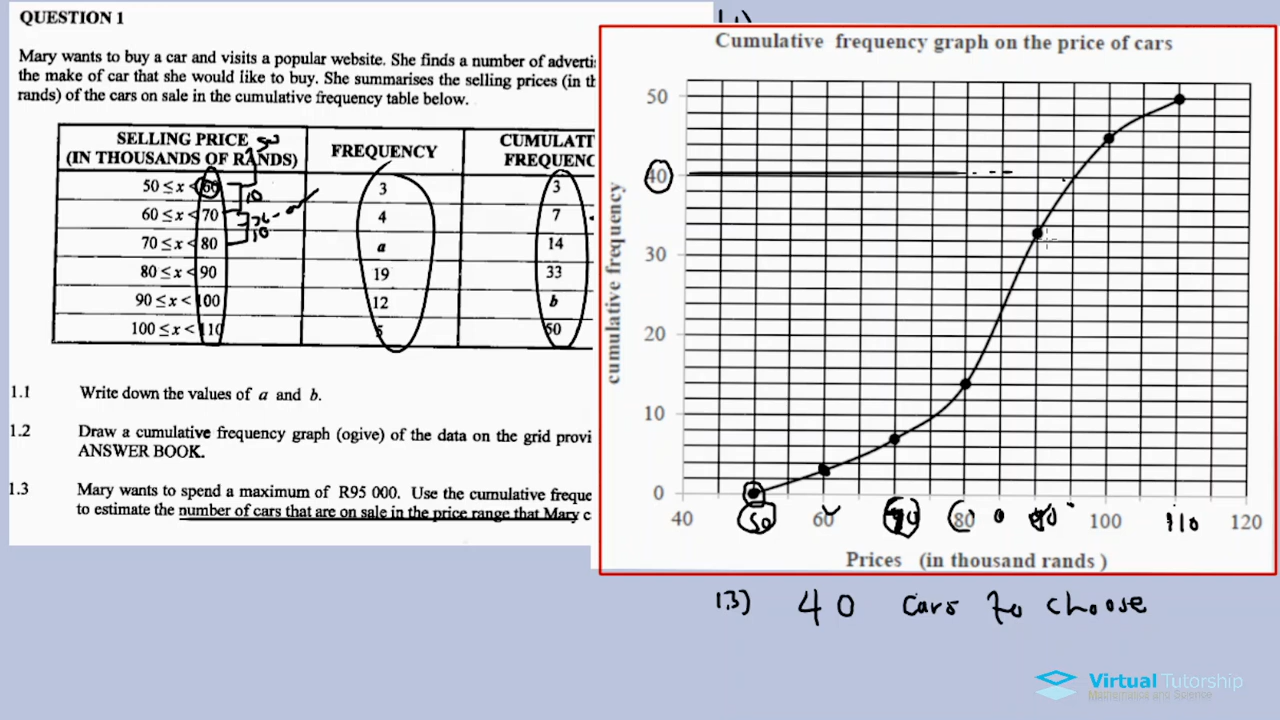 QUESTION 1
Mary wants to buy a car and visits a popular website. She finds a number of adverti
the make of car that she would like to buy. She summarises the selling prices (in th
rands) of the cars on sale in the cumulative frequency table below.
SELLING PRICE
(IN THOUSANDS OF RANDS)
FREQUENCY
CUMULATI
FREQUENC
50 ≤ x < 60
3
3
10
60 ≤ x < 70
4
7
10
70 ≤ x < 80
a
14
80 ≤ x < 90
19
33
90 ≤ x < 100
12
b
100 ≤ x < 110
5
50
1.1 Write down the values of a and b.
1.2 Draw a cumulative frequency graph (ogive) of the data on the grid provi
ANSWER BOOK.
1.3 Mary wants to spend a maximum of R95 000. Use the cumulative freque
to estimate the number of cars that are on sale in the price range that Mary c
Cumulative frequency graph on the price of cars
cumulative frequency
50
40
30
20
10
0
40 50 60 70 80 90 100 110 120
Prices (in thousand rands )
1.3) 40 cars to choose
Virtual Tutorship
Mathematics and Science